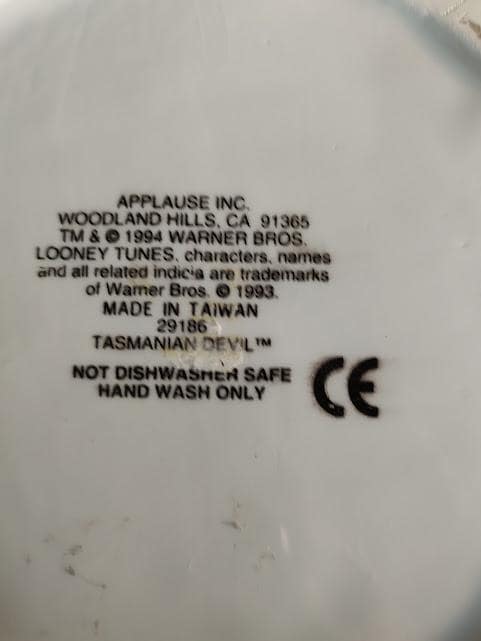 APPLAUSE INC.
WOODLAND HILLS, CA 91365
TM & © 1994 WARNER BROS.
LOONEY TUNES, characters, names
and all related indicia are trademarks
of Warner Bros. © 1993.
MADE IN TAIWAN
29186
TASMANIAN DEVIL™
NOT DISHWASHER SAFE
HAND WASH ONLY
CE